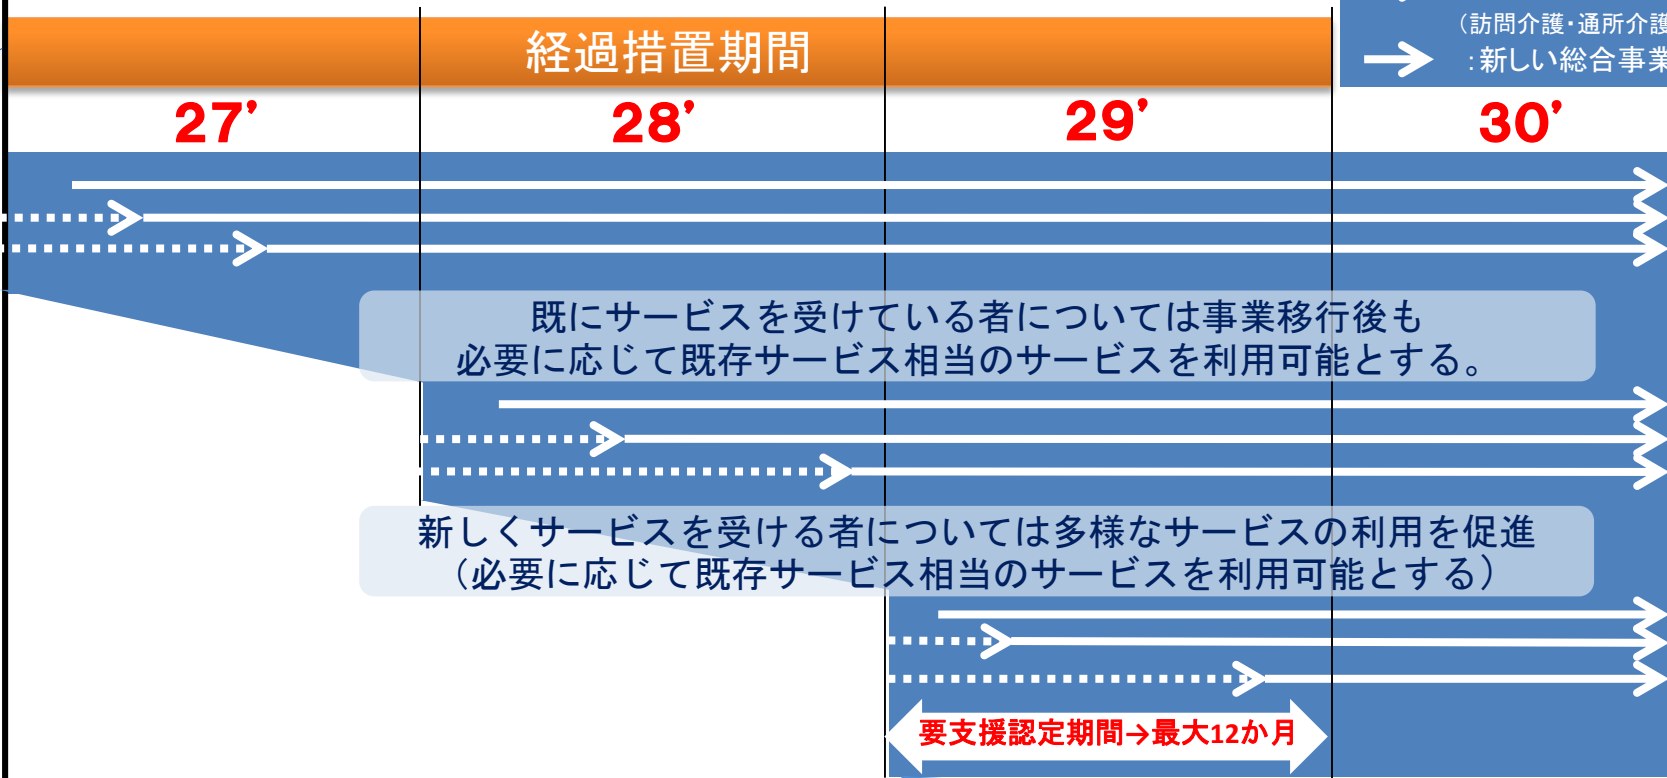 （訪問介護・通所介護
：新しい総合事業
経過措置期間
27’
28’
29’
30’
既にサービスを受けている者については事業移行後も
必要に応じて既存サービス相当のサービスを利用可能とする。
新しくサービスを受ける者については多様なサービスの利用を促進
（必要に応じて既存サービス相当のサービスを利用可能とする）
要支援認定期間→最大12か月